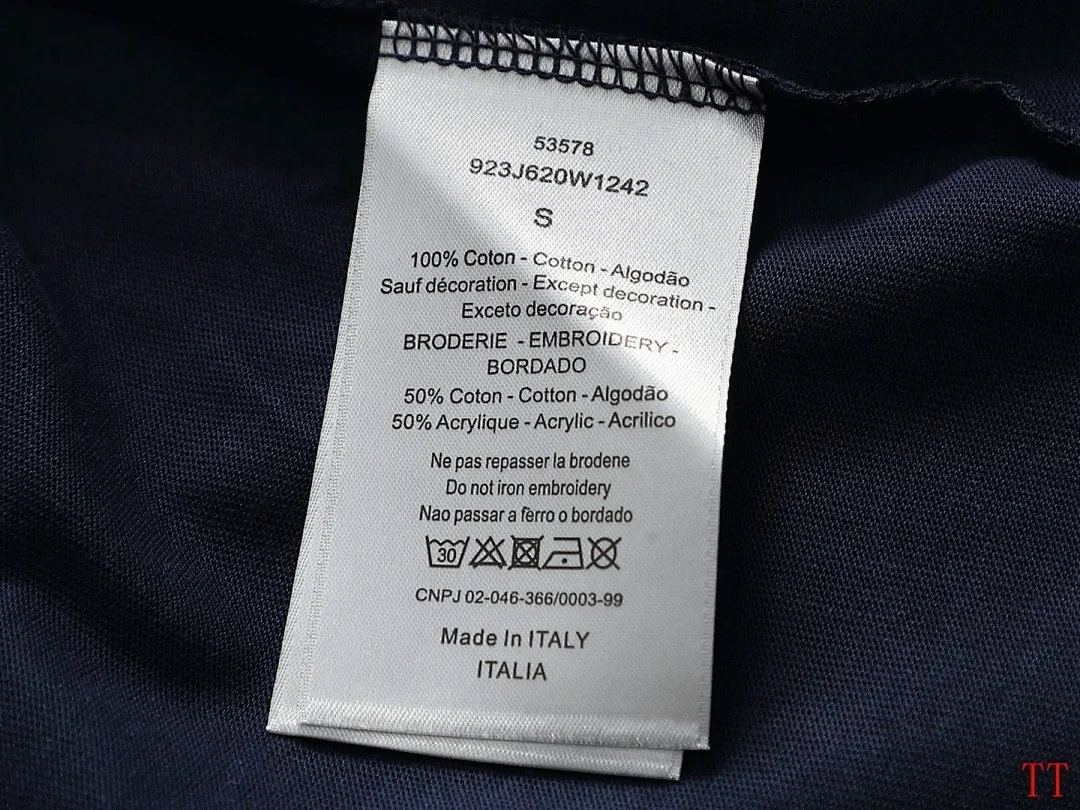 53578
923J620W1242
S
100% Coton - Cotton - Algodão
Sauf décoration - Except decoration -
Exceto decoração
BRODERIE - EMBROIDERY -
BORDADO
50% Coton - Cotton - Algodão
50% Acrylique - Acrylic - Acrilico
Ne pas repasser la brodene
Do not iron embroidery
Nao passar a fèrro o bordado
30
CNPJ 02-046-366/0003-99
Made In ITALY
ITALIA
TT